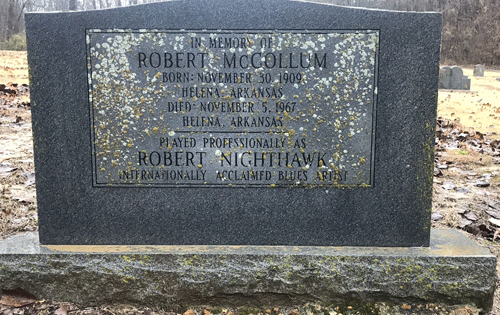 IN MEMORY OF
ROBERT McCOLLUM
BORN: NOVEMBER 30, 1909
HELENA, ARKANSAS
DIED: NOVEMBER 5, 1967
HELENA, ARKANSAS
PLAYED PROFESSIONALLY AS
ROBERT NIGHTHAWK
INTERNATIONALLY ACCLAIMED BLUES ARTIST